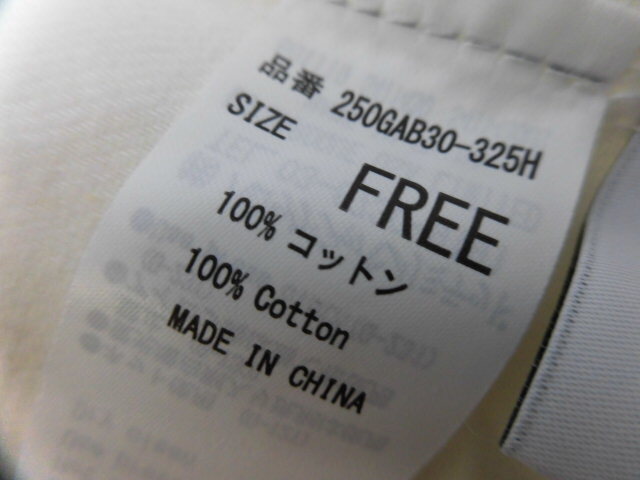 品番 250GAB30-325H
SIZE
FREE
100% コットン
100% Cotton
MADE IN CHINA